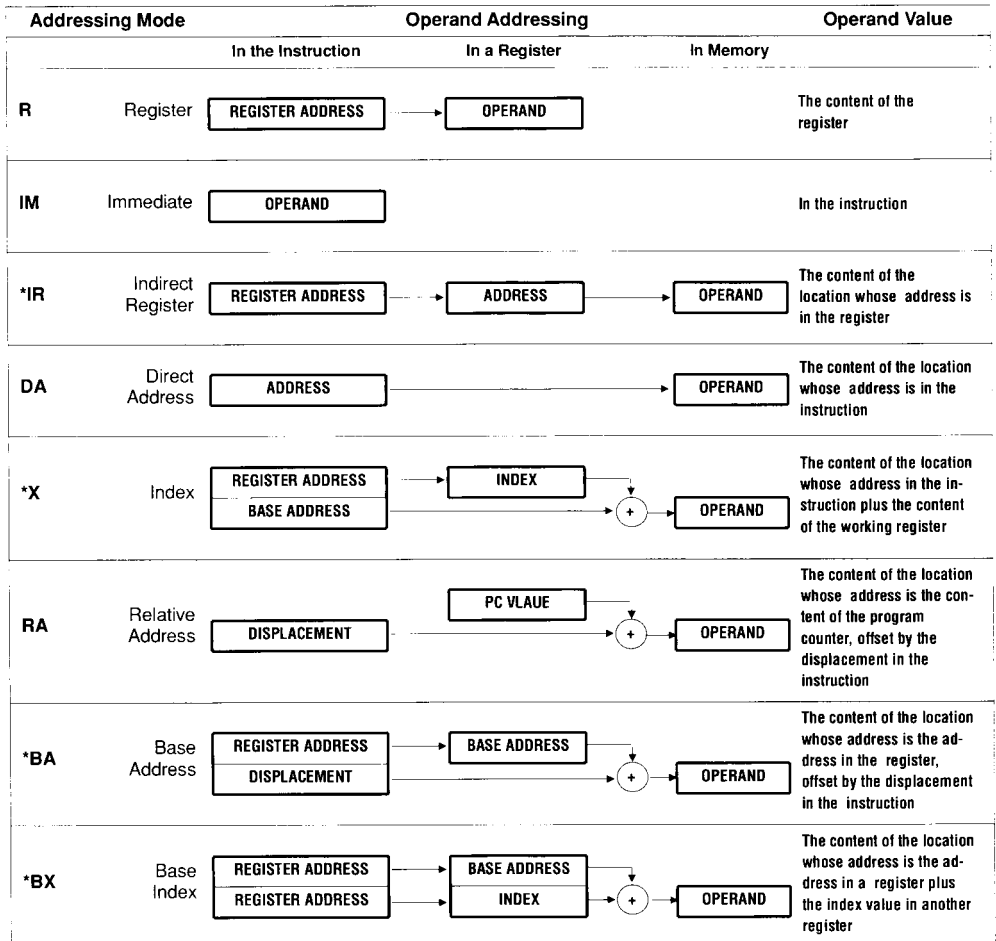 Addressing Mode Operand Addressing Operand Value
In the Instruction In a Register In Memory
R Register REGISTER ADDRESS OPERAND The content of the
register
IM Immediate OPERAND In the instruction
*IR Indirect
Register REGISTER ADDRESS ADDRESS OPERAND The content of the
location whose address is
in the register
DA Direct
Address ADDRESS OPERAND The content of the location
whose address is in the
instruction
*X Index REGISTER ADDRESS INDEX
BASE ADDRESS + OPERAND
The content of the location
whose address in the in-
struction plus the content
of the working register
RA Relative
Address PC VLAUE
DISPLACEMENT + OPERAND
The content of the location
whose address is the con-
tent of the program
counter, offset by the
displacement in the
instruction
*BA Base
Address REGISTER ADDRESS BASE ADDRESS
DISPLACEMENT + OPERAND
The content of the location
whose address is the ad-
dress in the register,
offset by the displacement
in the instruction
*BX Base
Index REGISTER ADDRESS BASE ADDRESS
REGISTER ADDRESS INDEX + OPERAND
The content of the location
whose address is the ad-
dress in a register plus
the index value in another
register